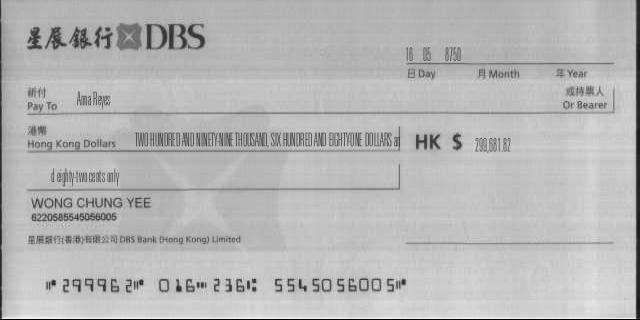 星展銀行 DBS
16 05 8750
日 Day 月 Month 年 Year
祈付 或持票人
Pay To Anna Reyes Or Bearer
港幣
Hong Kong Dollars TWO HUNDRED AND NINETY-NINE THOUSAND, SIX HUNDRED AND EIGHTYONE DOLLARS an HK $ 299,681.82
d eighty-two cents only
WONG CHUNG YEE
6220585545056005
星展銀行(香港)有限公司 DBS Bank (Hong Kong) Limited
⑈299962⑈ 016⑉236⑆ 5545056005⑈